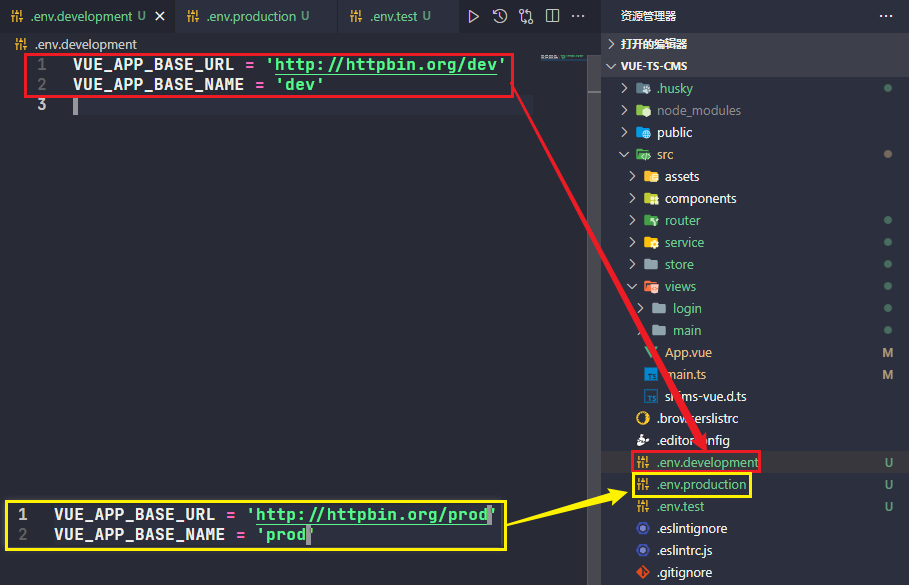 .env.development U
.env.production U
.env.test U
.env.development
1 VUE_APP_BASE_URL = 'http://httpbin.org/dev'
2 VUE_APP_BASE_NAME = 'dev'
3
1 VUE_APP_BASE_URL = 'http://httpbin.org/prod'
2 VUE_APP_BASE_NAME = 'prod'
资源管理器
打开的编辑器
VUE-TS-CMS
.husky
node_modules
public
src
assets
components
router
service
store
views
login
main
App.vue M
main.ts M
shims-vue.d.ts
.browserslistrc
.editorconfig
.env.development U
.env.production U
.env.test U
.eslintignore
.eslintrc.js
.gitignore